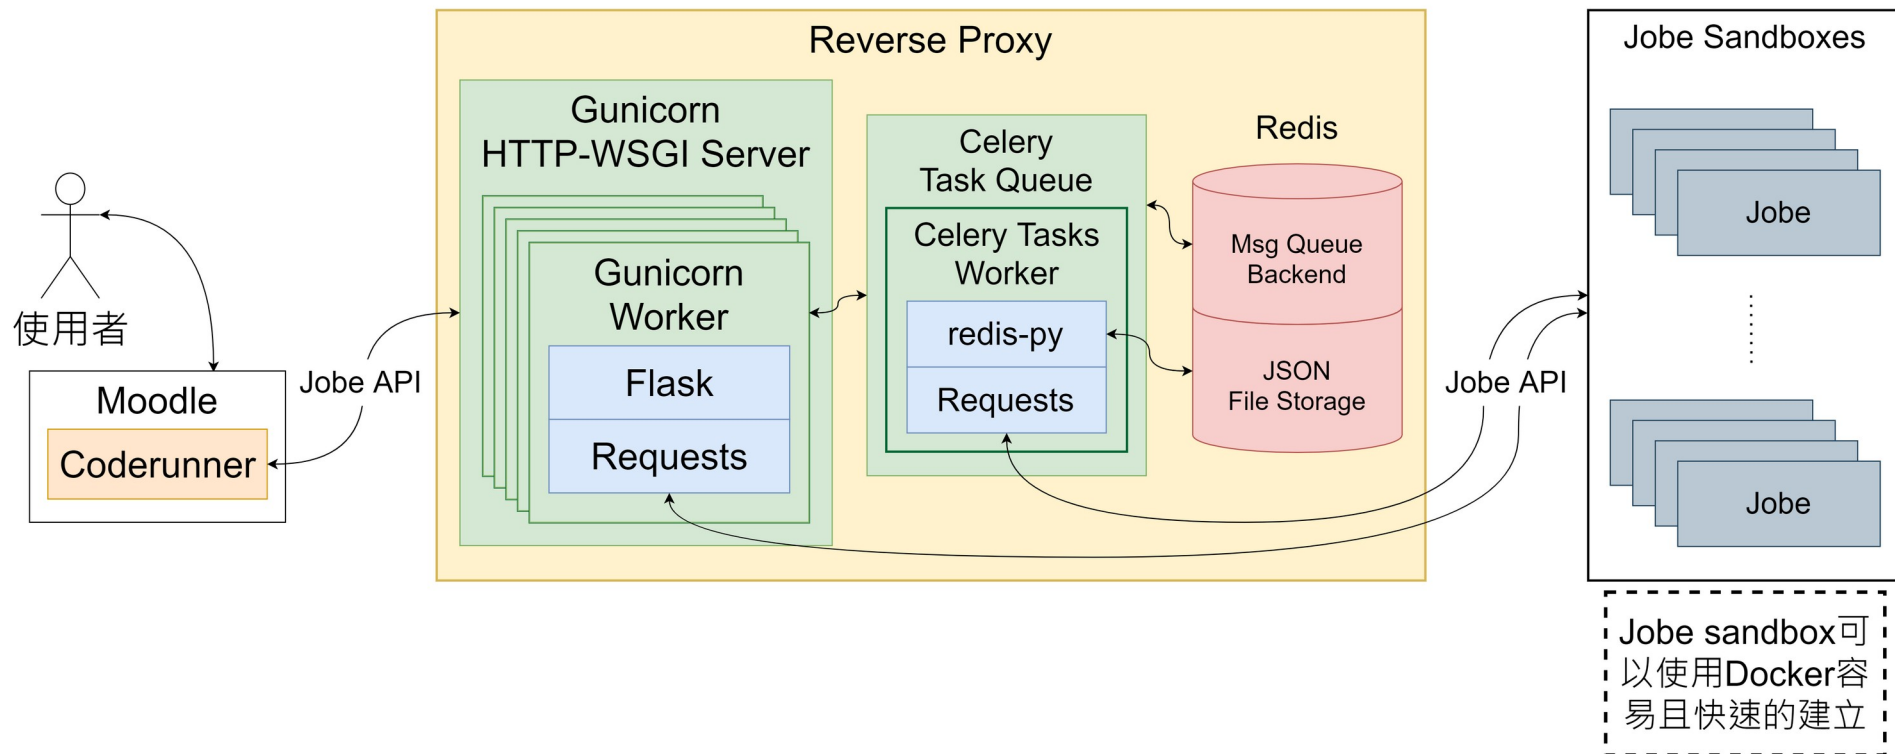 使用者
Moodle
Coderunner
Jobe API
Reverse Proxy
Gunicorn
HTTP-WSGI Server
Gunicorn
Worker
Flask
Requests
Celery
Task Queue
Celery Tasks
Worker
redis-py
Requests
Redis
Msg Queue
Backend
JSON
File Storage
Jobe API
Jobe Sandboxes
Jobe
Jobe
Jobe sandbox可
以使用Docker容
易且快速的建立